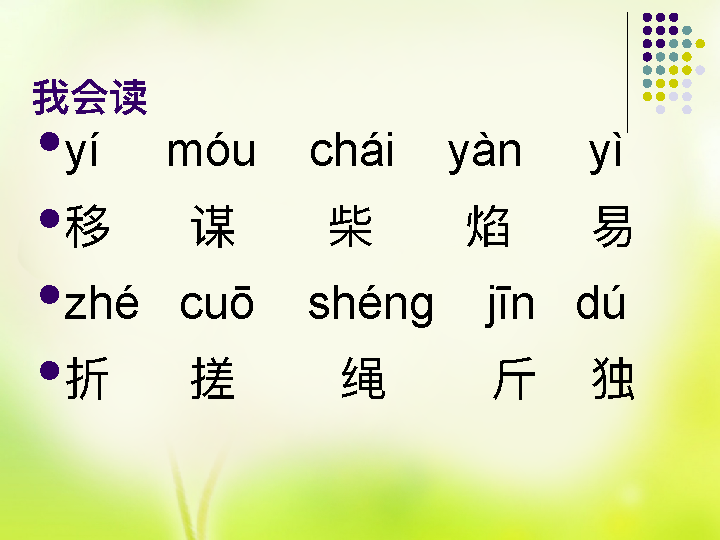 我会读
yí móu chái yàn yì
移 谋 柴 焰 易
zhé cuō shéng jīn dú
折 搓 绳 斤 独